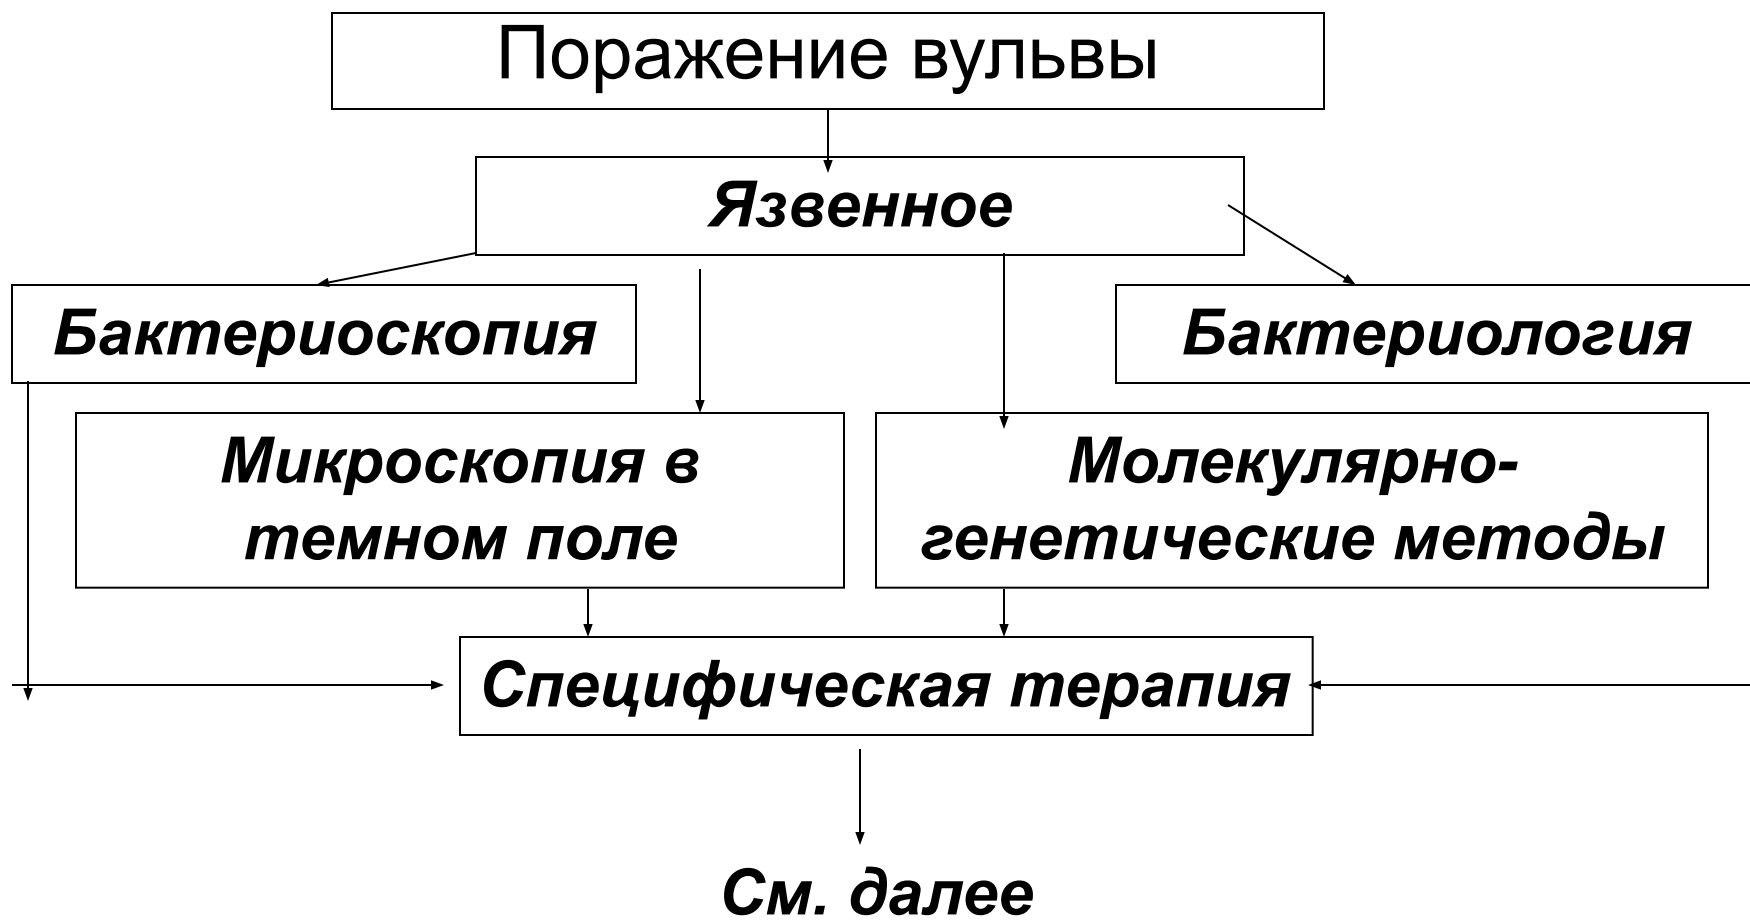 Поражение вульвы
Язвенное
Бактериоскопия
Бактериология
Микроскопия в
темном поле
Молекулярно-
генетические методы
Специфическая терапия
См. далее